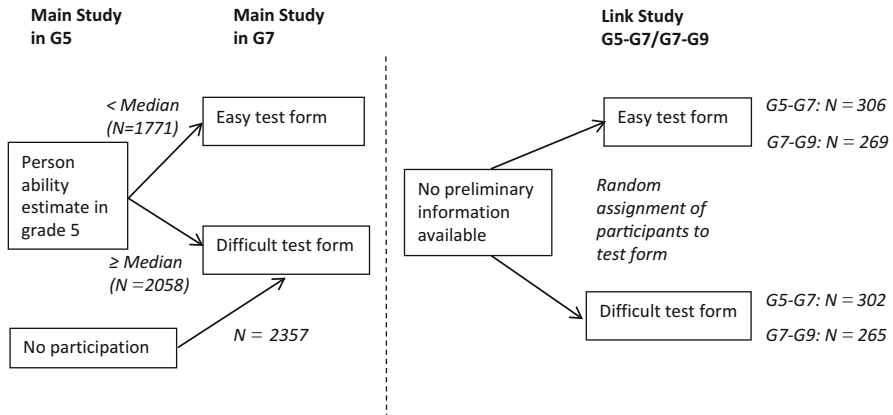 Main Study
in G5
Main Study
in G7
Link Study
G5-G7/G7-G9
< Median
(N=1771)
Easy test form
Person
ability
estimate in
grade 5
Difficult test form
≥ Median
(N =2058)
No participation
N = 2357
Easy test form
G5-G7: N = 306
G7-G9: N = 269
No preliminary
information
available
Random
assignment of
participants to
test form
Difficult test form
G5-G7: N = 302
G7-G9: N = 265